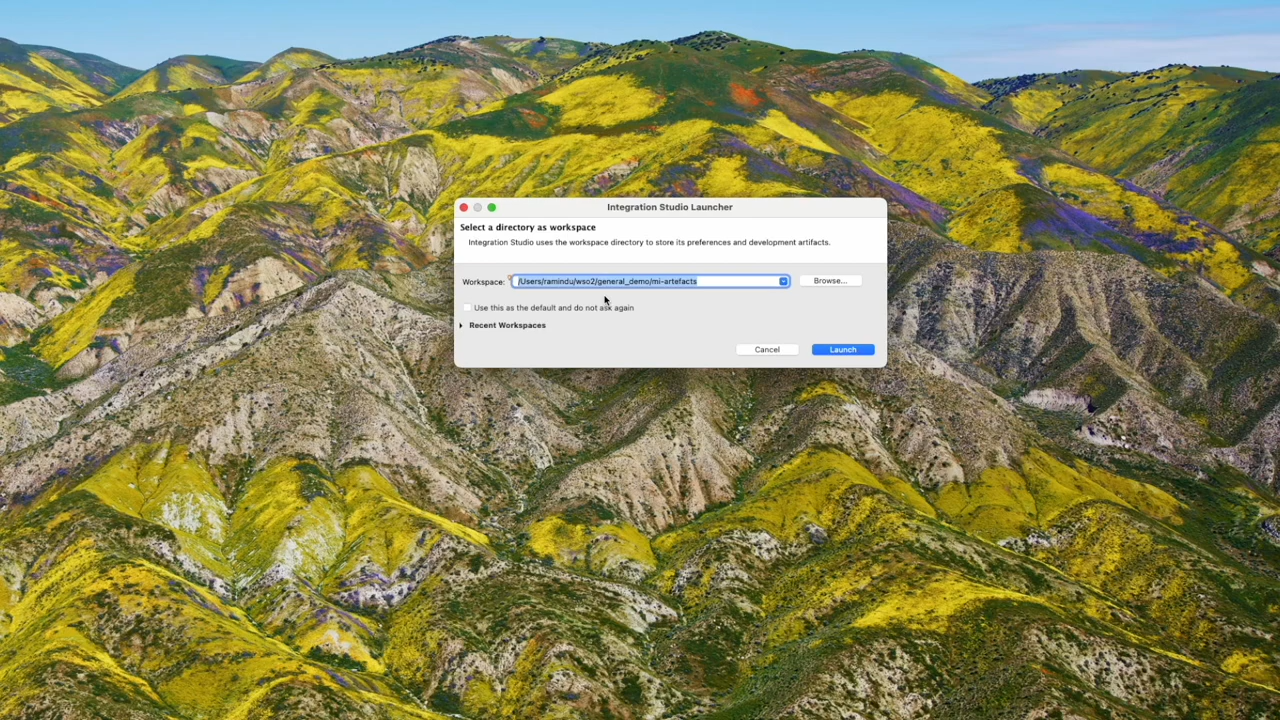 Integration Studio Launcher
Select a directory as workspace
Integration Studio uses the workspace directory to store its preferences and development artifacts.
Workspace: /Users/ramindu/wso2/general_demo/mi-artefacts Browse...
Use this as the default and do not ask again
Recent Workspaces
Cancel Launch